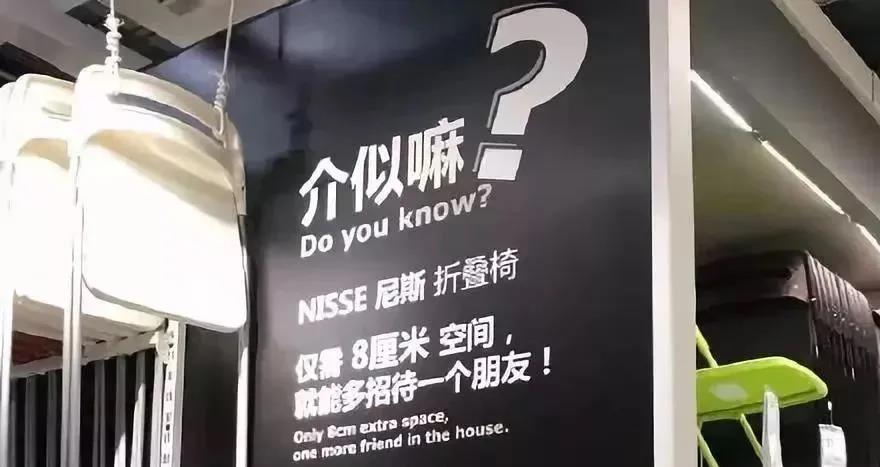 介似嘛?
Do you know?
NISSE 尼斯 折叠椅
仅需 8厘米 空间，
就能多招待一个朋友！
Only 8cm extra space,
one more friend in the house.